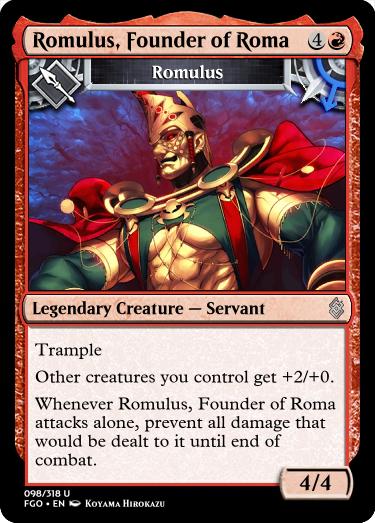 Romulus, Founder of Roma 4
Romulus
Legendary Creature — Servant
Trample
Other creatures you control get +2/+0.
Whenever Romulus, Founder of Roma
attacks alone, prevent all damage that
would be dealt to it until end of
combat.
4/4
098/318 U
FGO • EN Koyama Hirokazu